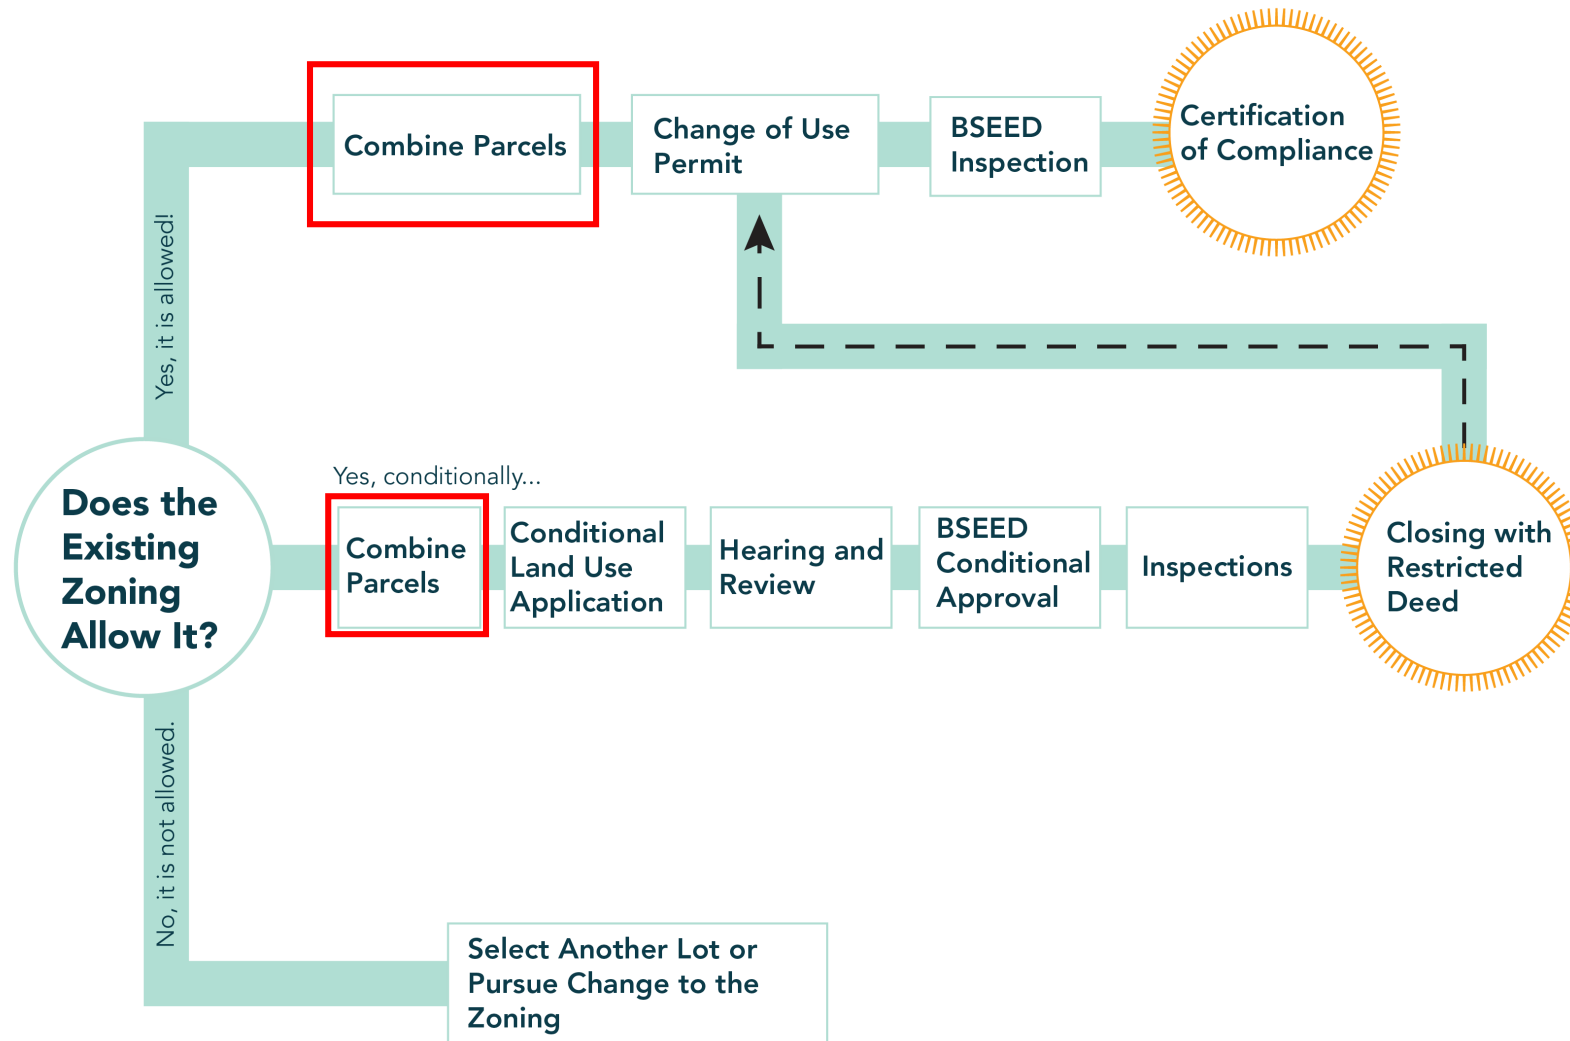 Combine Parcels
Change of Use
Permit
BSEED
Inspection
Certification
of Compliance
Yes, it is allowed!
Does the
Existing
Zoning
Allow It?
Yes, conditionally...
Combine
Parcels
Conditional
Land Use
Application
Hearing and
Review
BSEED
Conditional
Approval
Inspections
Closing with
Restricted
Deed
No, it is not allowed.
Select Another Lot or
Pursue Change to the
Zoning